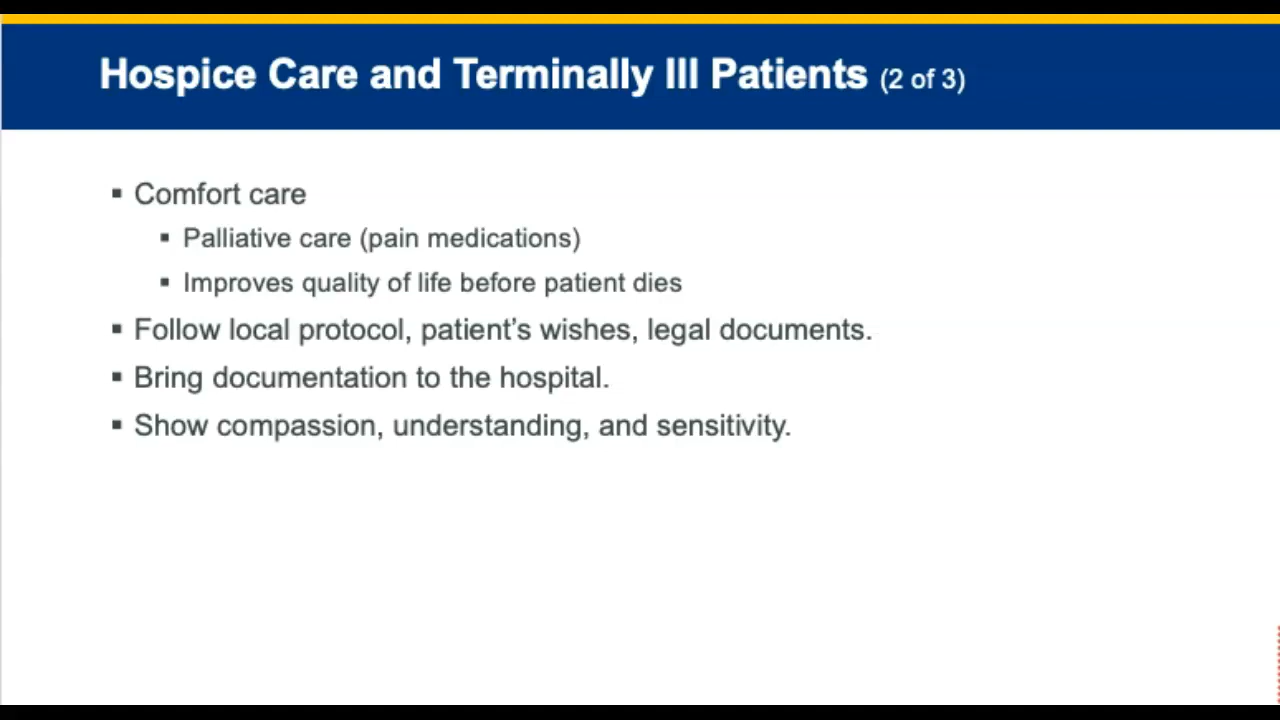 Hospice Care and Terminally Ill Patients (2 of 3)
▪ Comfort care
▪ Palliative care (pain medications)
▪ Improves quality of life before patient dies
▪ Follow local protocol, patient’s wishes, legal documents.
▪ Bring documentation to the hospital.
▪ Show compassion, understanding, and sensitivity.